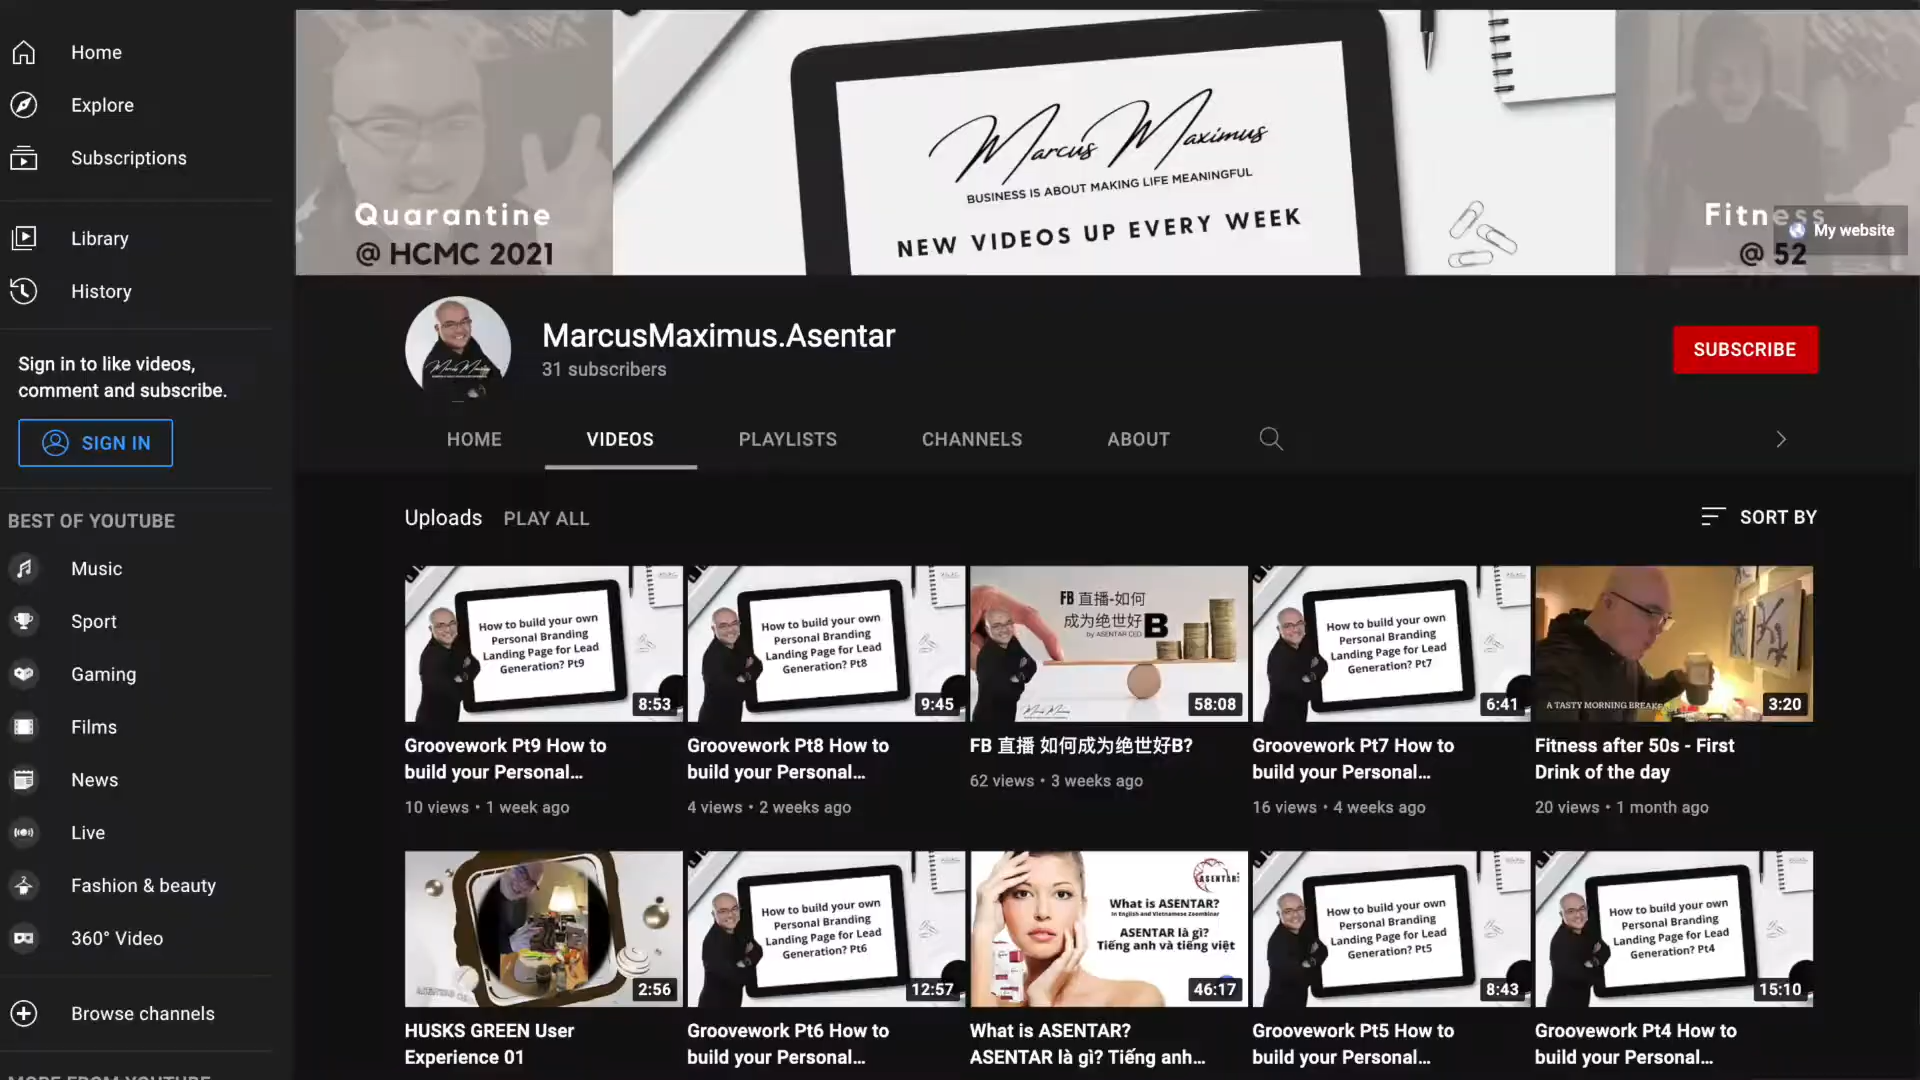 Home
Explore
Subscriptions
Library
History
Sign in to like videos,
comment and subscribe.
SIGN IN
BEST OF YOUTUBE
Music
Sport
Gaming
Films
News
Live
Fashion & beauty
360° Video
Browse channels
MORE FROM YOUTUBE
Quarantine
@ HCMC 2021
Marcus Maximus
BUSINESS IS ABOUT MAKING LIFE MEANINGFUL
NEW VIDEOS UP EVERY WEEK
Fitness
@ 52
My website
MarcusMaximus.Asentar
31 subscribers
SUBSCRIBE
HOME
VIDEOS
PLAYLISTS
CHANNELS
ABOUT
Uploads
PLAY ALL
SORT BY
How to build your own
Personal Branding
Landing Page for Lead
Generation? Pt9
8:53
Groovework Pt9 How to
build your Personal...
10 views • 1 week ago
How to build your own
Personal Branding
Landing Page for Lead
Generation? Pt8
9:45
Groovework Pt8 How to
build your Personal...
4 views • 2 weeks ago
FB 直播-如何
成为绝世好B
by ASENTAR CEO
Marcus Maximus
58:08
FB 直播 如何成为绝世好B?
62 views • 3 weeks ago
How to build your own
Personal Branding
Landing Page for Lead
Generation? Pt7
6:41
Groovework Pt7 How to
build your Personal...
16 views • 4 weeks ago
A TASTY MORNING BREAKF
3:20
Fitness after 50s - First
Drink of the day
20 views • 1 month ago
2:56
HUSKS GREEN User
Experience 01
How to build your own
Personal Branding
Landing Page for Lead
Generation? Pt6
12:57
Groovework Pt6 How to
build your Personal...
ASENTAR
What is ASENTAR?
In English and Vietnamese Zoombinar
ASENTAR là gì?
Tiếng anh và tiếng việt
46:17
What is ASENTAR?
ASENTAR là gì? Tiếng anh...
How to build your own
Personal Branding
Landing Page for Lead
Generation? Pt5
8:43
Groovework Pt5 How to
build your Personal...
How to build your own
Personal Branding
Landing Page for Lead
Generation? Pt4
15:10
Groovework Pt4 How to
build your Personal...